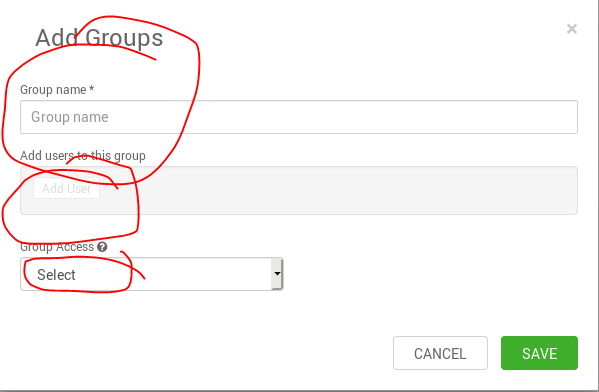 Add Groups
×
Group name *
Group name
Add users to this group
Add User
Group Access ?
Select
CANCEL SAVE